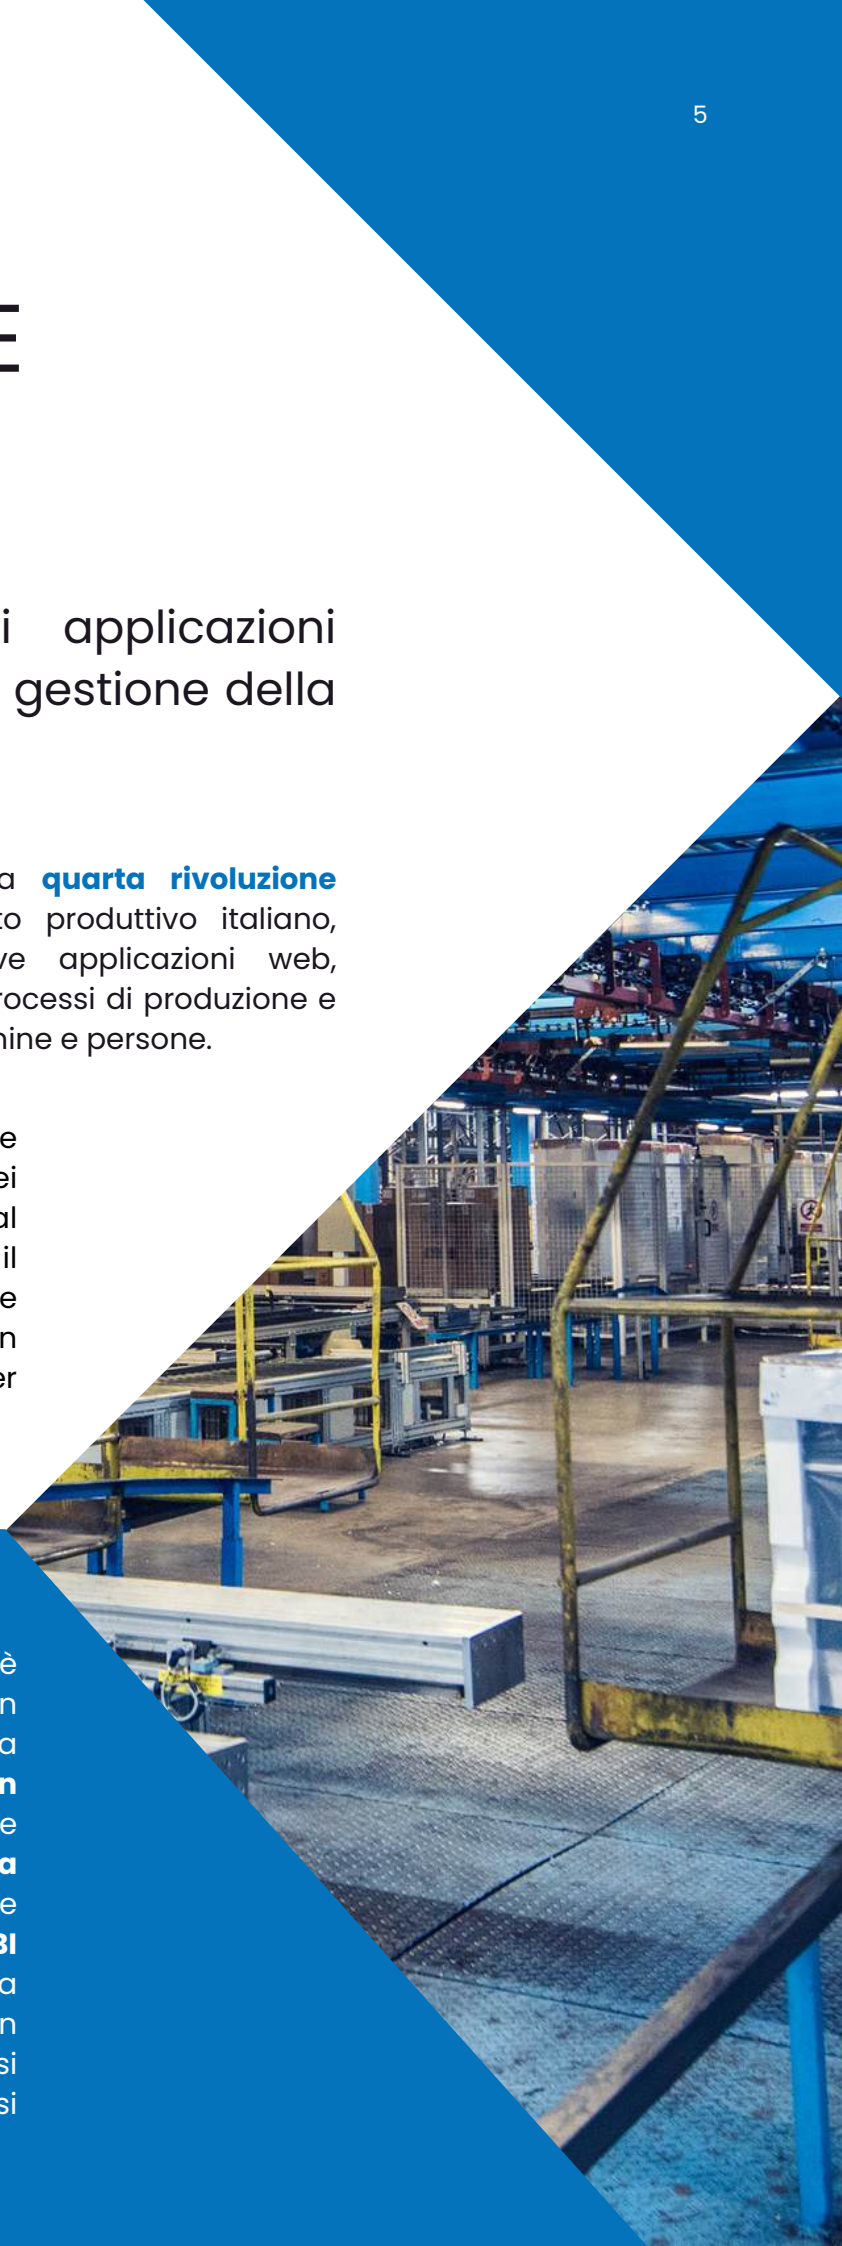 5
E
i applicazioni
gestione della
a quarta rivoluzione
to produttivo italiano,
ve applicazioni web,
rocessi di produzione e
hine e persone.
e
ei
al
il
e
n
er
è
n
a
n
e
a
e
BI
a
n
si
si